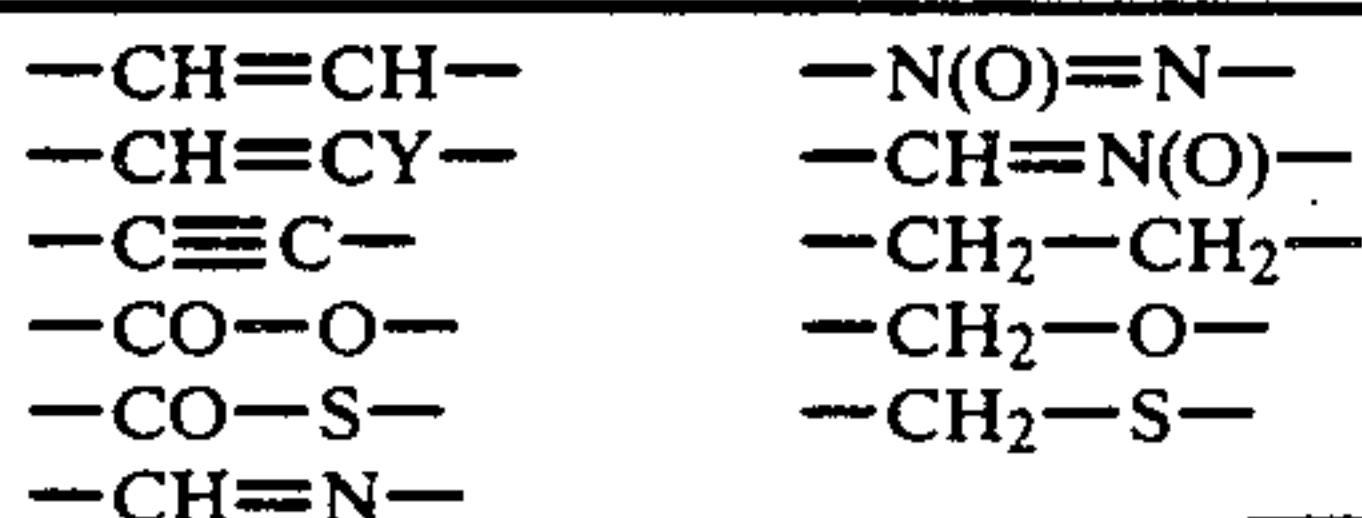 —CH=CH— —N(O)=N—
—CH=CY— —CH=N(O)—
—C≡C— —CH₂—CH₂—
—CO—O— —CH₂—O—
—CO—S— —CH₂—S—
—CH=N—